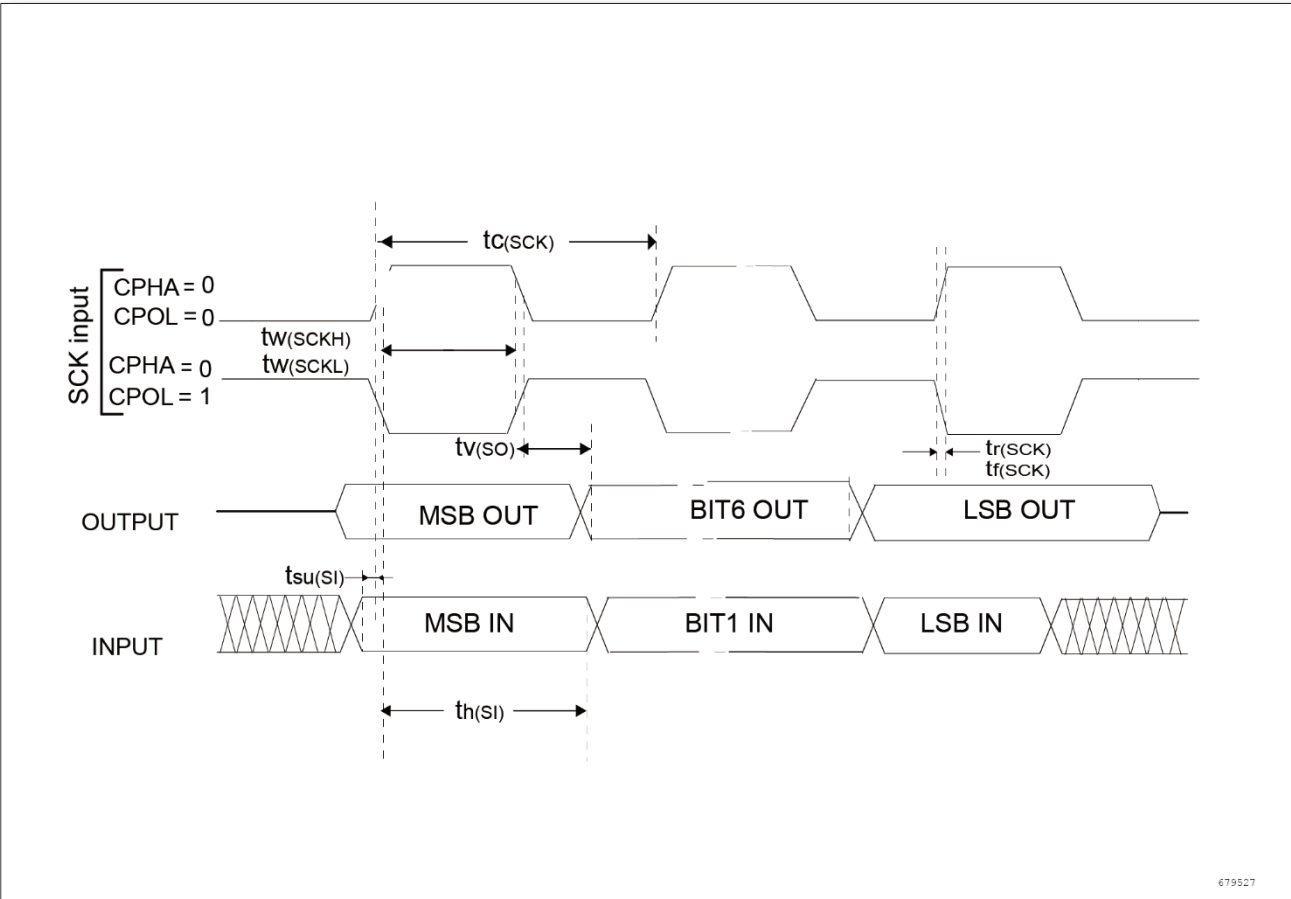 tc(SCK)
SCK input
CPHA = 0
CPOL = 0
tw(SCKH)
tw(SCKL)
CPHA = 0
CPOL = 1
tv(SO)
tr(SCK)
tf(SCK)
OUTPUT
MSB OUT
BIT6 OUT
LSB OUT
tsu(SI)
INPUT
MSB IN
BIT1 IN
LSB IN
th(SI)
679527